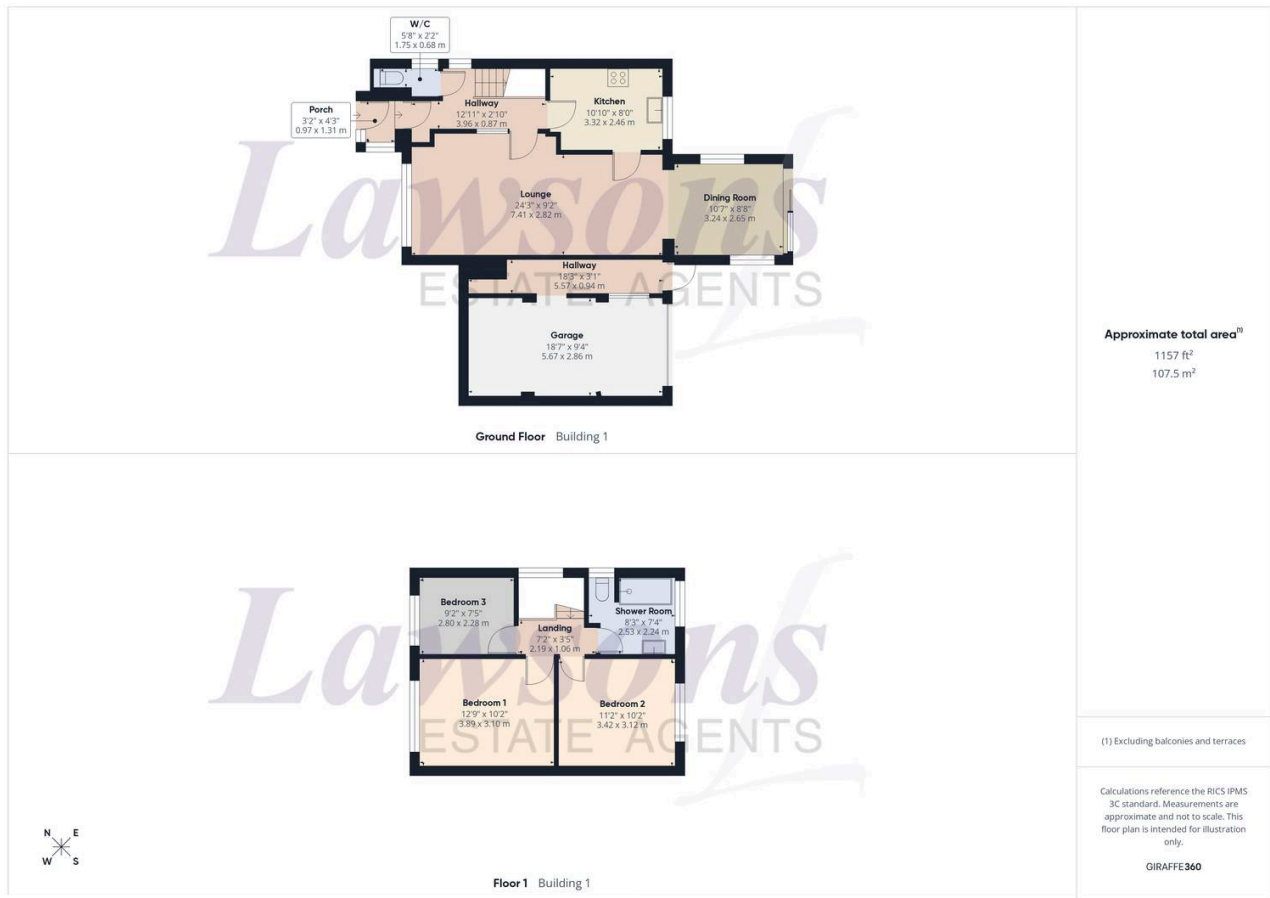 W/C
5'8" x 2'2"
1.75 x 0.68 m
Porch
3'2" x 4'3"
0.97 x 1.31 m
Hallway
12'11" x 2'10"
3.96 x 0.87 m
Kitchen
10'10" x 8'0"
3.32 x 2.46 m
Lounge
24'3" x 9'2"
7.41 x 2.82 m
Dining Room
10'7" x 8'8"
3.24 x 2.65 m
Hallway
18'3" x 3'1"
5.57 x 0.94 m
Garage
18'7" x 9'4"
5.67 x 2.86 m
Lawsons
ESTATE AGENTS
Ground Floor Building 1
Bedroom 3
9'2" x 7'5"
2.80 x 2.28 m
Landing
7'2" x 3'5"
2.19 x 1.06 m
Shower Room
8'3" x 7'4"
2.53 x 2.24 m
Bedroom 1
12'9" x 10'2"
3.89 x 3.10 m
Bedroom 2
11'2" x 10'2"
3.42 x 3.12 m
Lawsons
ESTATE AGENTS
N E
W S
Floor 1 Building 1
Approximate total area(1)
1157 ft²
107.5 m²
(1) Excluding balconies and terraces
Calculations reference the RICS IPMS
3C standard. Measurements are
approximate and not to scale. This
floor plan is intended for illustration
only.
GIRAFFE360